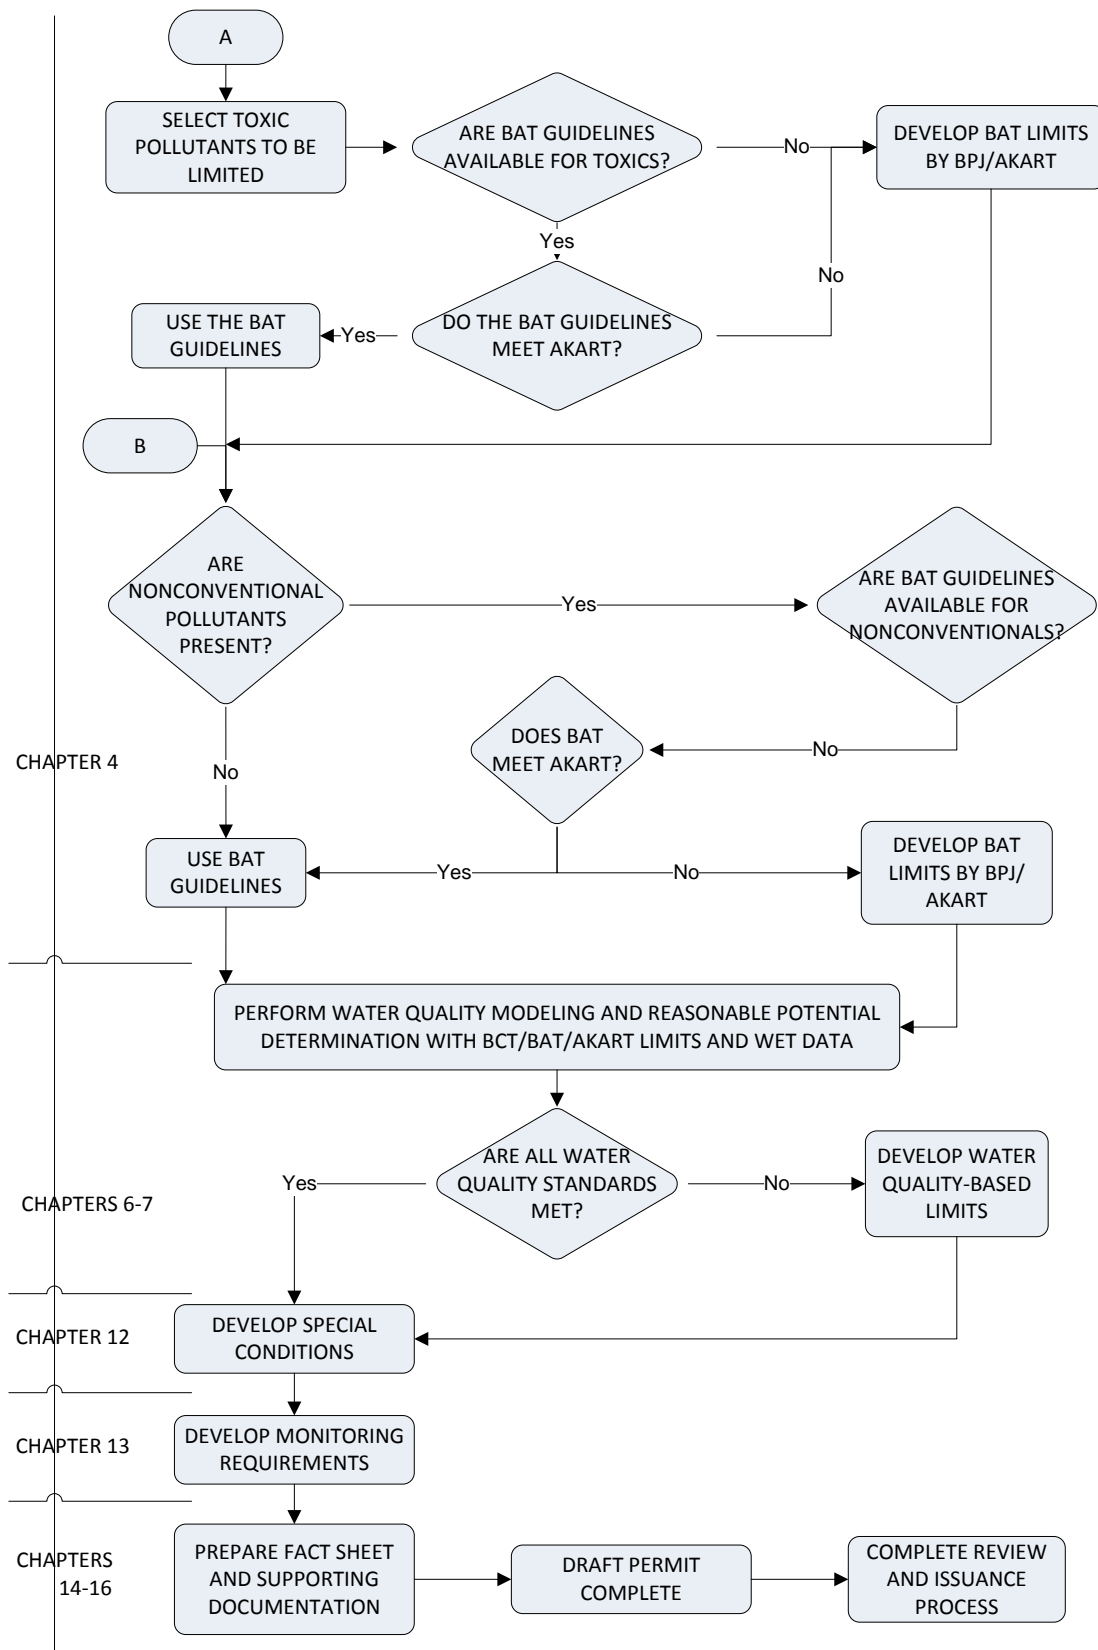 A
SELECT TOXIC
POLLUTANTS TO BE
LIMITED
ARE BAT GUIDELINES
AVAILABLE FOR TOXICS?
No
DEVELOP BAT LIMITS
BY BPJ/AKART
Yes
No
USE THE BAT
GUIDELINES
Yes
DO THE BAT GUIDELINES
MEET AKART?
B
ARE
NONCONVENTIONAL
POLLUTANTS
PRESENT?
Yes
ARE BAT GUIDELINES
AVAILABLE FOR
NONCONVENTIONALS?
CHAPTER 4
No
DOES BAT
MEET AKART?
No
USE BAT
GUIDELINES
Yes
No
DEVELOP BAT
LIMITS BY BPJ/
AKART
PERFORM WATER QUALITY MODELING AND REASONABLE POTENTIAL
DETERMINATION WITH BCT/BAT/AKART LIMITS AND WET DATA
CHAPTERS 6-7
Yes
ARE ALL WATER
QUALITY STANDARDS
MET?
No
DEVELOP WATER
QUALITY-BASED
LIMITS
CHAPTER 12
DEVELOP SPECIAL
CONDITIONS
CHAPTER 13
DEVELOP MONITORING
REQUIREMENTS
CHAPTERS
14-16
PREPARE FACT SHEET
AND SUPPORTING
DOCUMENTATION
DRAFT PERMIT
COMPLETE
COMPLETE REVIEW
AND ISSUANCE
PROCESS